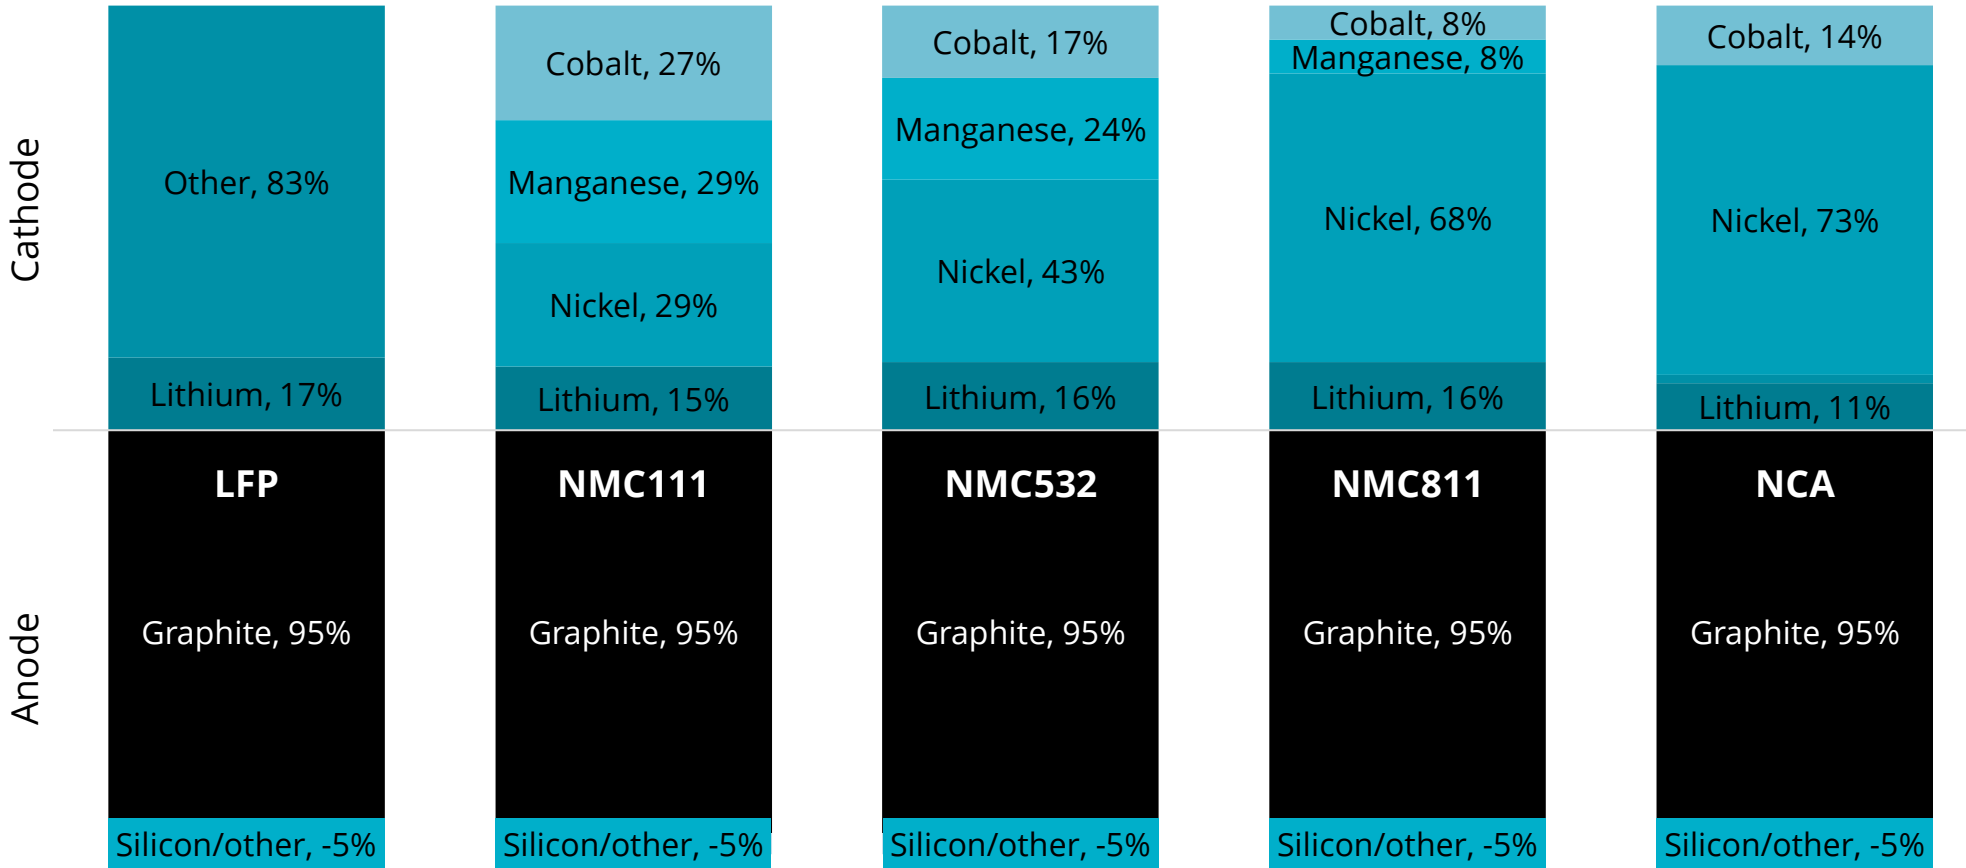 Cathode
Other, 83%
Lithium, 17%
Cobalt, 27%
Manganese, 29%
Nickel, 29%
Lithium, 15%
Cobalt, 17%
Manganese, 24%
Nickel, 43%
Lithium, 16%
Cobalt, 8%
Manganese, 8%
Nickel, 68%
Lithium, 16%
Cobalt, 14%
Nickel, 73%
Lithium, 11%
Anode
LFP
Graphite, 95%
Silicon/other, -5%
NMC111
Graphite, 95%
Silicon/other, -5%
NMC532
Graphite, 95%
Silicon/other, -5%
NMC811
Graphite, 95%
Silicon/other, -5%
NCA
Graphite, 95%
Silicon/other, -5%